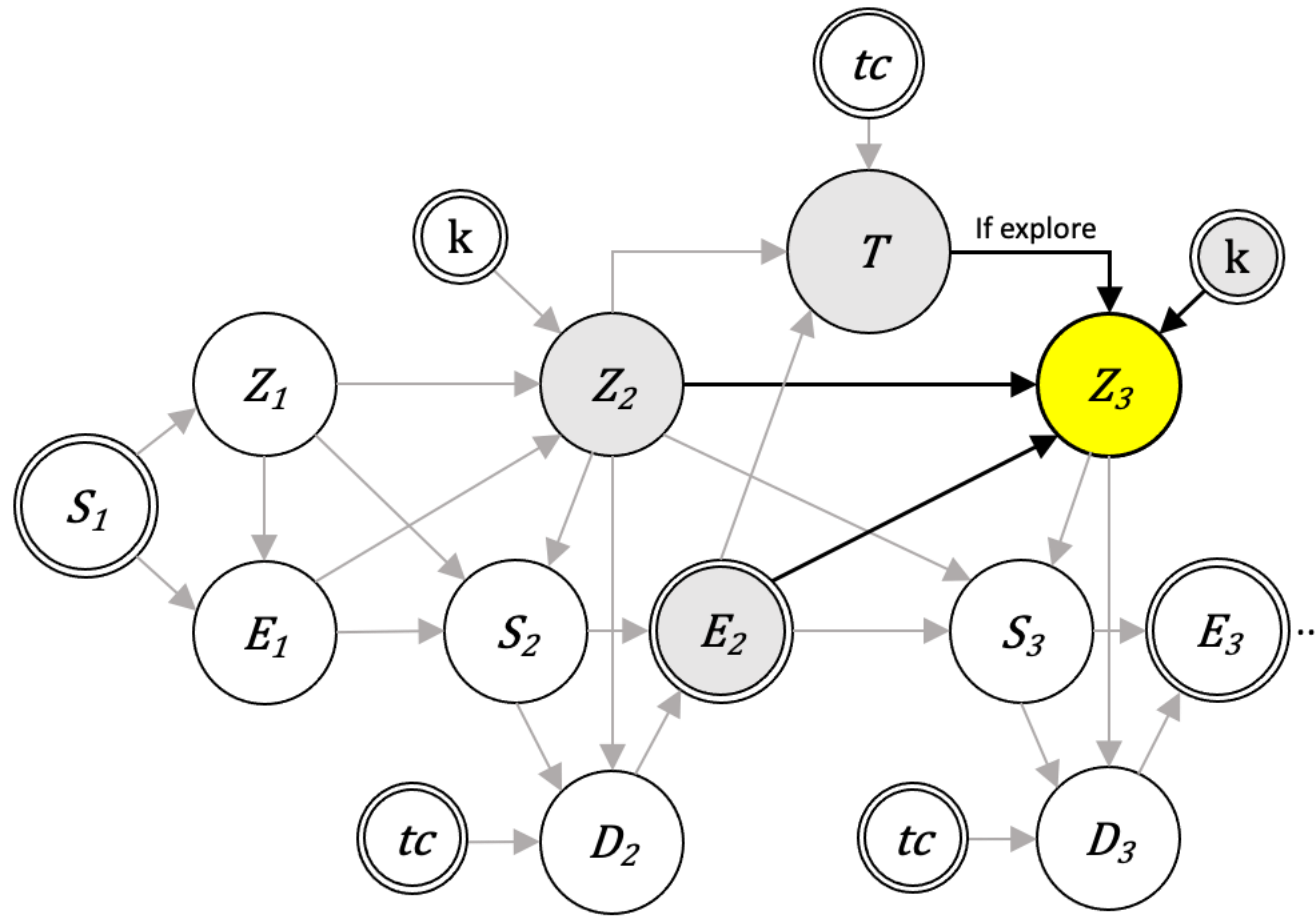 tc
k
T
If explore
k
Z₁
Z₂
Z₃
S₁
E₁
S₂
E₂
S₃
E₃
..
tc
D₂
tc
D₃